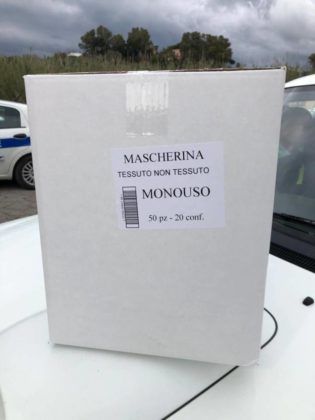 MASCHERINA
TESSUTO NON TESSUTO
MONOUSO
50 pz - 20 conf.